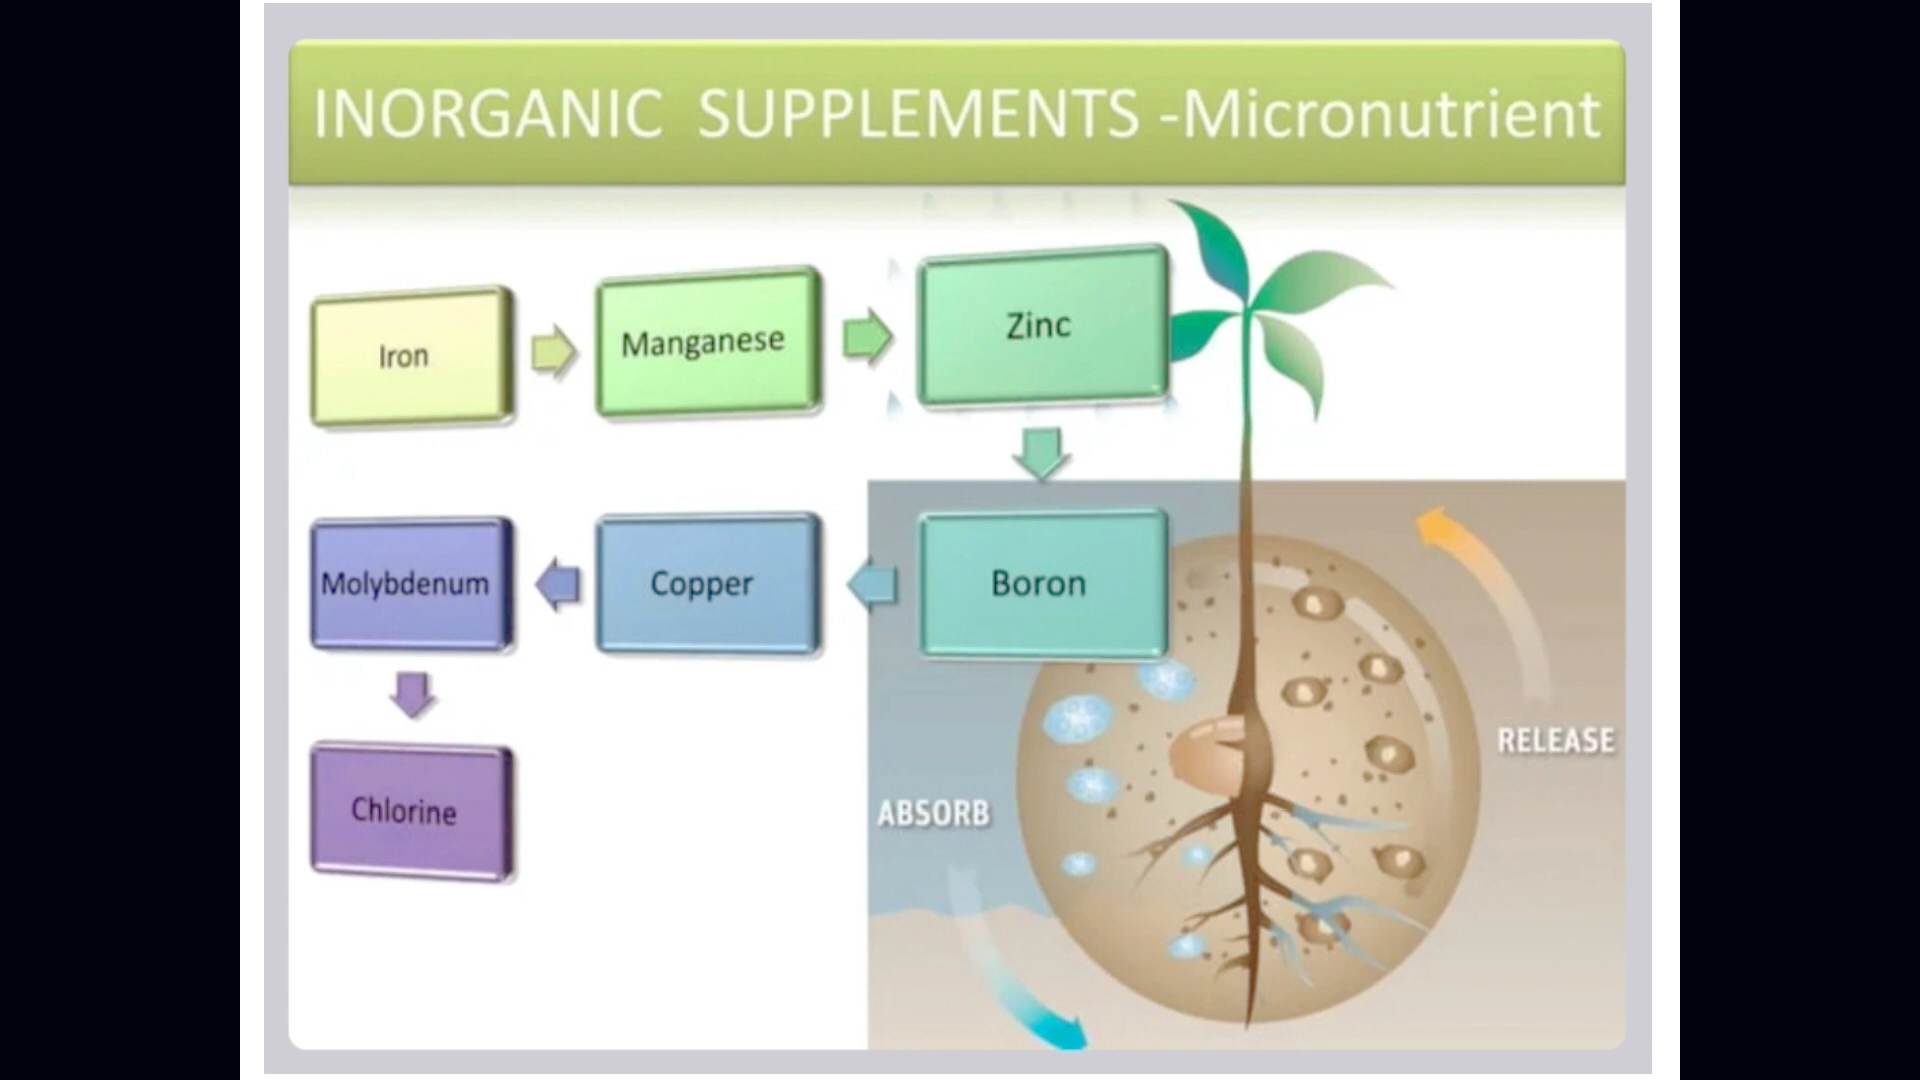 INORGANIC SUPPLEMENTS -Micronutrient
Iron
Manganese
Zinc
Boron
Copper
Molybdenum
Chlorine
ABSORB
RELEASE